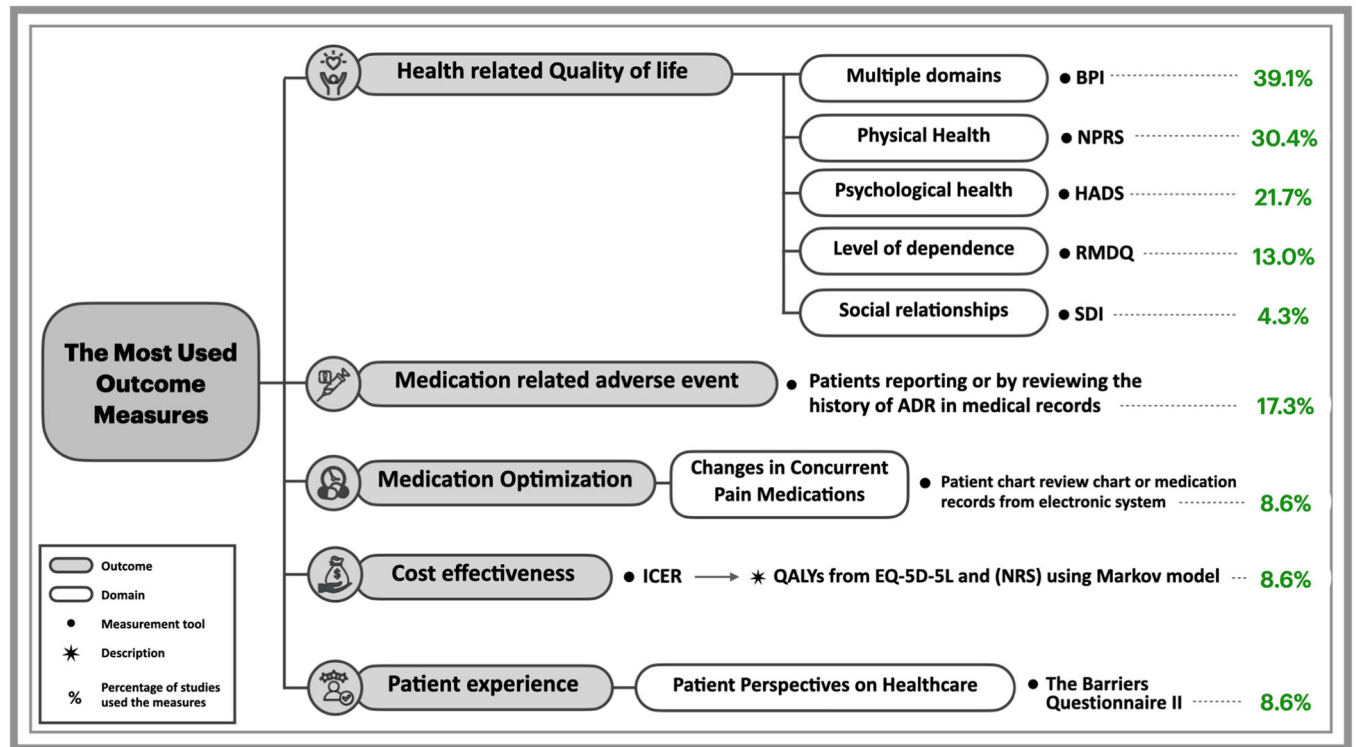 The Most Used
Outcome
Measures
Health related Quality of life
Multiple domains
● BPI
39.1%
Physical Health
● NPRS
30.4%
Psychological health
● HADS
21.7%
Level of dependence
● RMDQ
13.0%
Social relationships
● SDI
4.3%
Medication related adverse event
● Patients reporting or by reviewing the
history of ADR in medical records
17.3%
Medication Optimization
Changes in Concurrent
Pain Medications
● Patient chart review chart or medication
records from electronic system
8.6%
Cost effectiveness
● ICER → ✶ QALYs from EQ-5D-5L and (NRS) using Markov model
8.6%
Patient experience
Patient Perspectives on Healthcare
● The Barriers
Questionnaire II
8.6%
Outcome
Domain
● Measurement tool
✶ Description
% Percentage of studies
used the measures